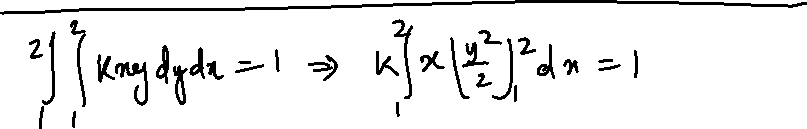 ∫₁² ∫₁² Kxy dy dx = 1 ⇒ K ∫₁² x [y²/2]₁² dx = 1